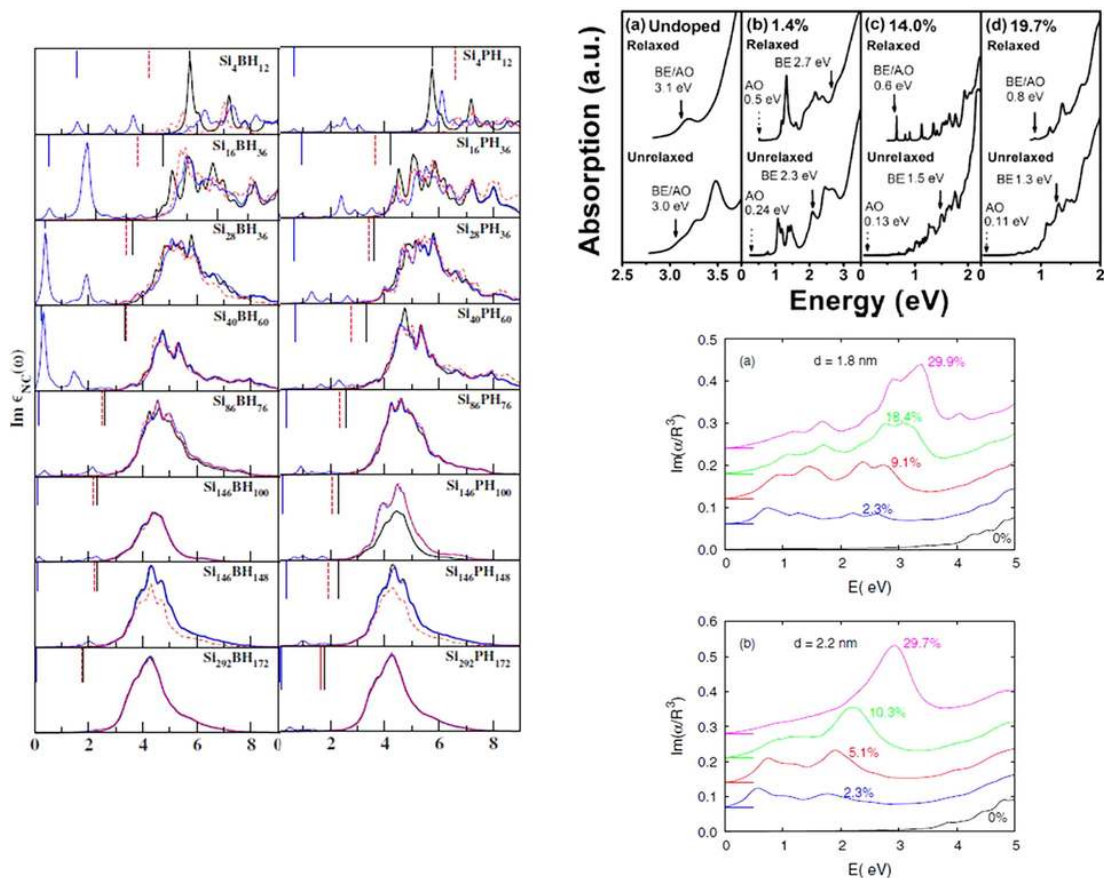 Im ϵNC(ω)
Si4BH12
Si4PH12
Si16BH36
Si16PH36
Si28BH36
Si28PH36
Si40BH60
Si40PH60
Si86BH76
Si86PH76
Si146BH100
Si146PH100
Si146BH148
Si146PH148
Si292BH172
Si292PH172
0 2 4 6 8 0 2 4 6 8
Absorption (a.u.)
(a) Undoped
Relaxed
BE/AO
3.1 eV
Unrelaxed
BE/AO
3.0 eV
2.5 3.0 3.5
(b) 1.4%
Relaxed
BE 2.7 eV
AO
0.5 eV
Unrelaxed
BE 2.3 eV
AO
0.24 eV
0 1 2 3
(c) 14.0%
Relaxed
BE/AO
0.6 eV
Unrelaxed
BE 1.5 eV
AO
0.13 eV
0 1 2
(d) 19.7%
Relaxed
BE/AO
0.8 eV
Unrelaxed
BE 1.3 eV
AO
0.11 eV
0 1 2
Energy (eV)
(a)
d = 1.8 nm
29.9%
18.4%
9.1%
2.3%
0%
Im(α/R3)
0.5
0.4
0.3
0.2
0.1
0.0
0 1 2 3 4 5
E( eV)
(b)
d = 2.2 nm
29.7%
10.3%
5.1%
2.3%
0%
Im(α/R3)
0.6
0.5
0.4
0.3
0.2
0.1
0.0
0 1 2 3 4 5
E( eV)